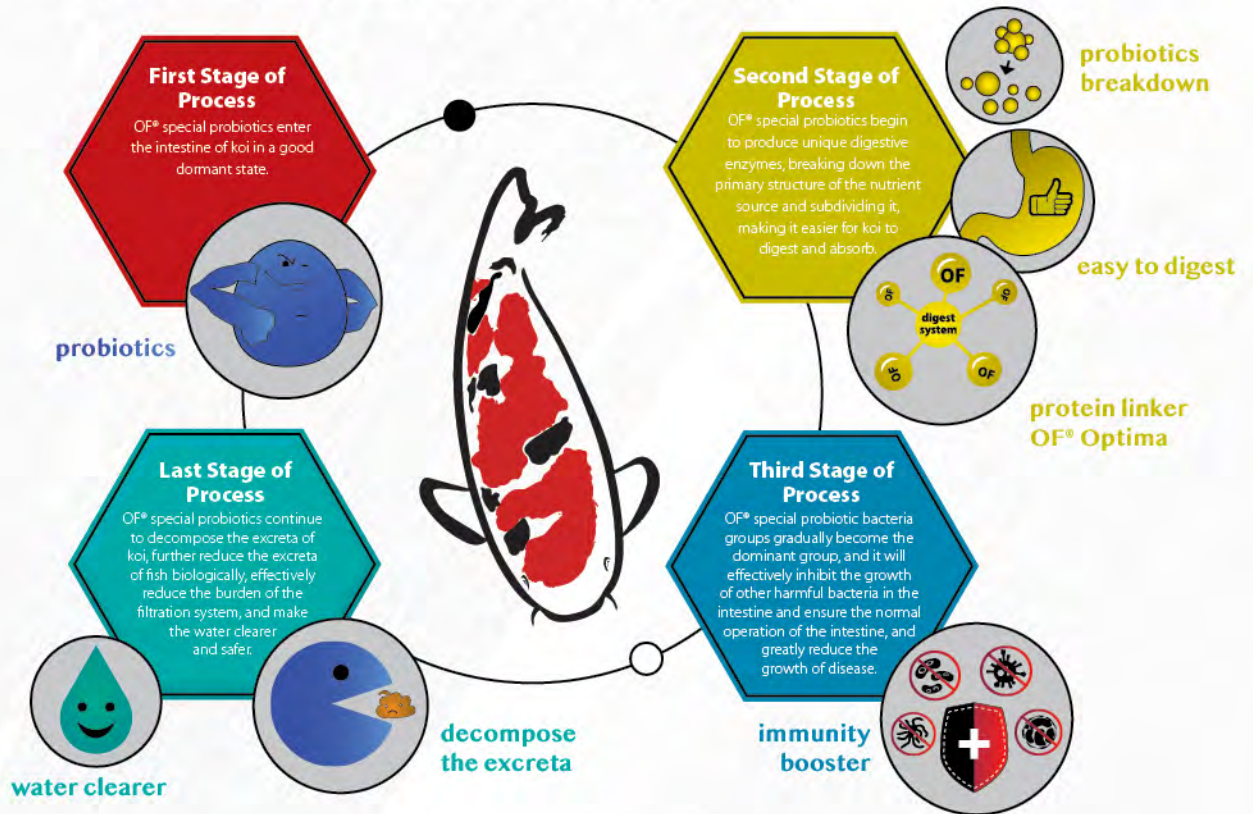 First Stage of
Process
OF® special probiotics enter
the intestine of koi in a good
dormant state.
probiotics
Second Stage of
Process
OF® special probiotics begin
to produce unique digestive
enzymes, breaking down the
primary structure of the nutrient
source and subdividing it,
making it easier for koi to
digest and absorb.
probiotics
breakdown
easy to digest
OF
OF
OF
digest
system
OF
OF
protein linker
OF® Optima
Third Stage of
Process
OF® special probiotic bacteria
groups gradually become the
dominant group, and it will
effectively inhibit the growth
of other harmful bacteria in the
intestine and ensure the normal
operation of the intestine, and
greatly reduce the
growth of disease.
immunity
booster
Last Stage of
Process
OF® special probiotics continue
to decompose the excreta of
koi, further reduce the excreta
of fish biologically, effectively
reduce the burden of the
filtration system, and make
the water clearer
and safer.
decompose
the excreta
water clearer